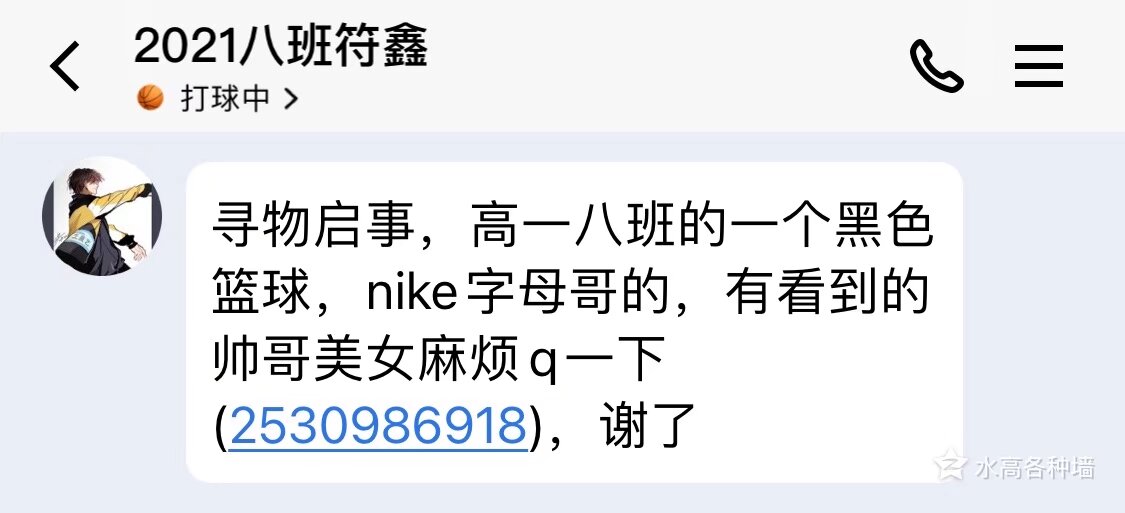 2021八班符鑫
打球中
寻物启事，高一八班的一个黑色
篮球，nike字母哥的，有看到的
帅哥美女麻烦q一下
(2530986918)，谢了
水高各种墙